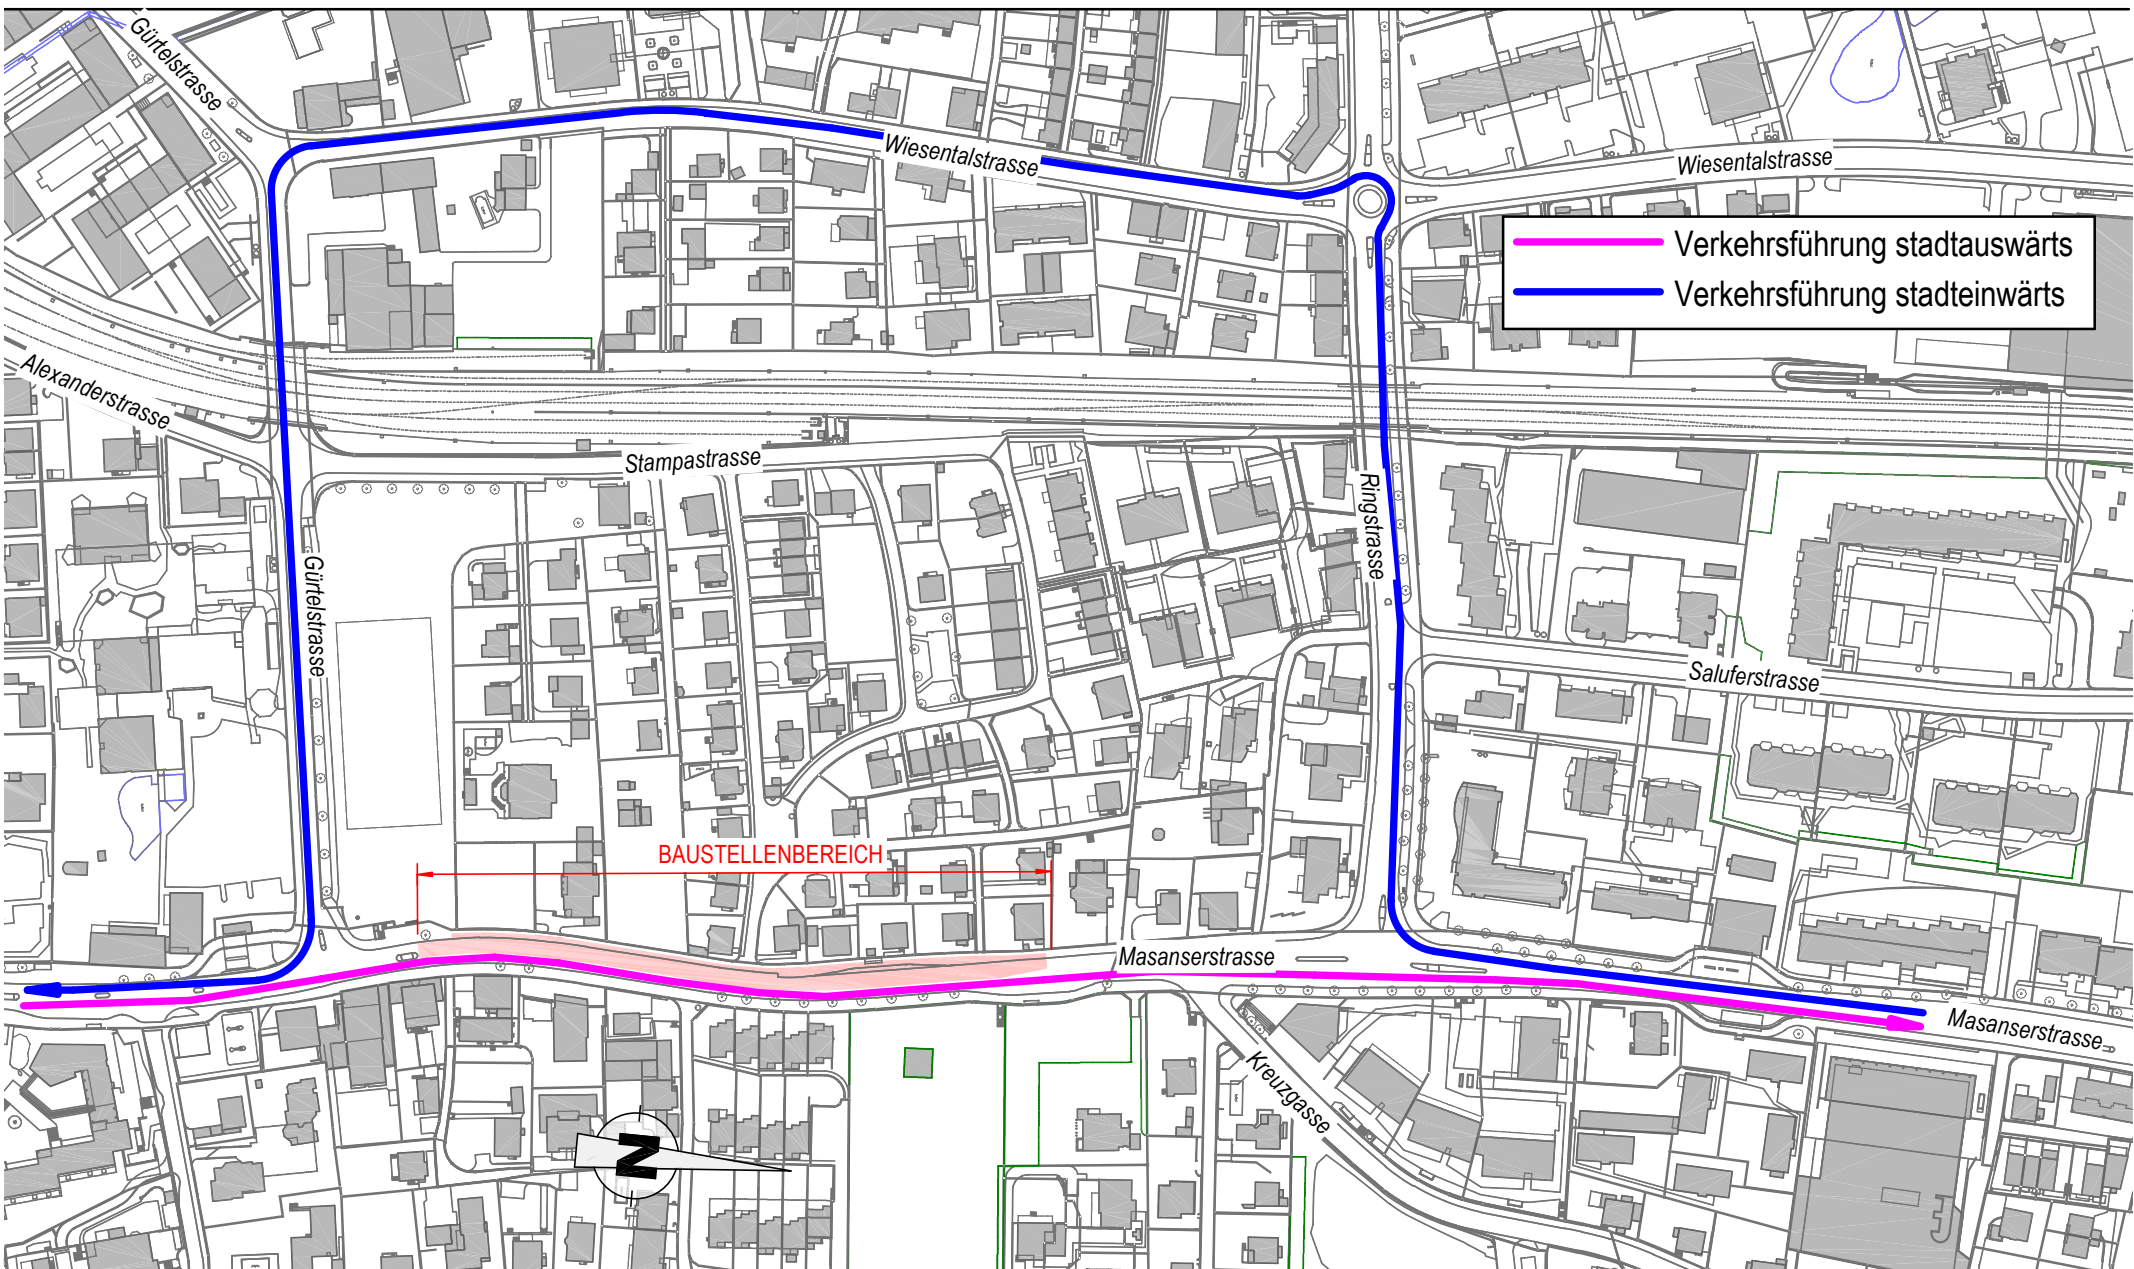 Gürtelstrasse
Wiesentalstrasse
Wiesentalstrasse
Verkehrsführung stadtauswärts
Verkehrsführung stadteinwärts
Alexanderstrasse
Stampastrasse
Ringstrasse
Gürtelstrasse
Saluferstrasse
BAUSTELLENBEREICH
Masanserstrasse
Masanserstrasse
Kreuzgasse
N